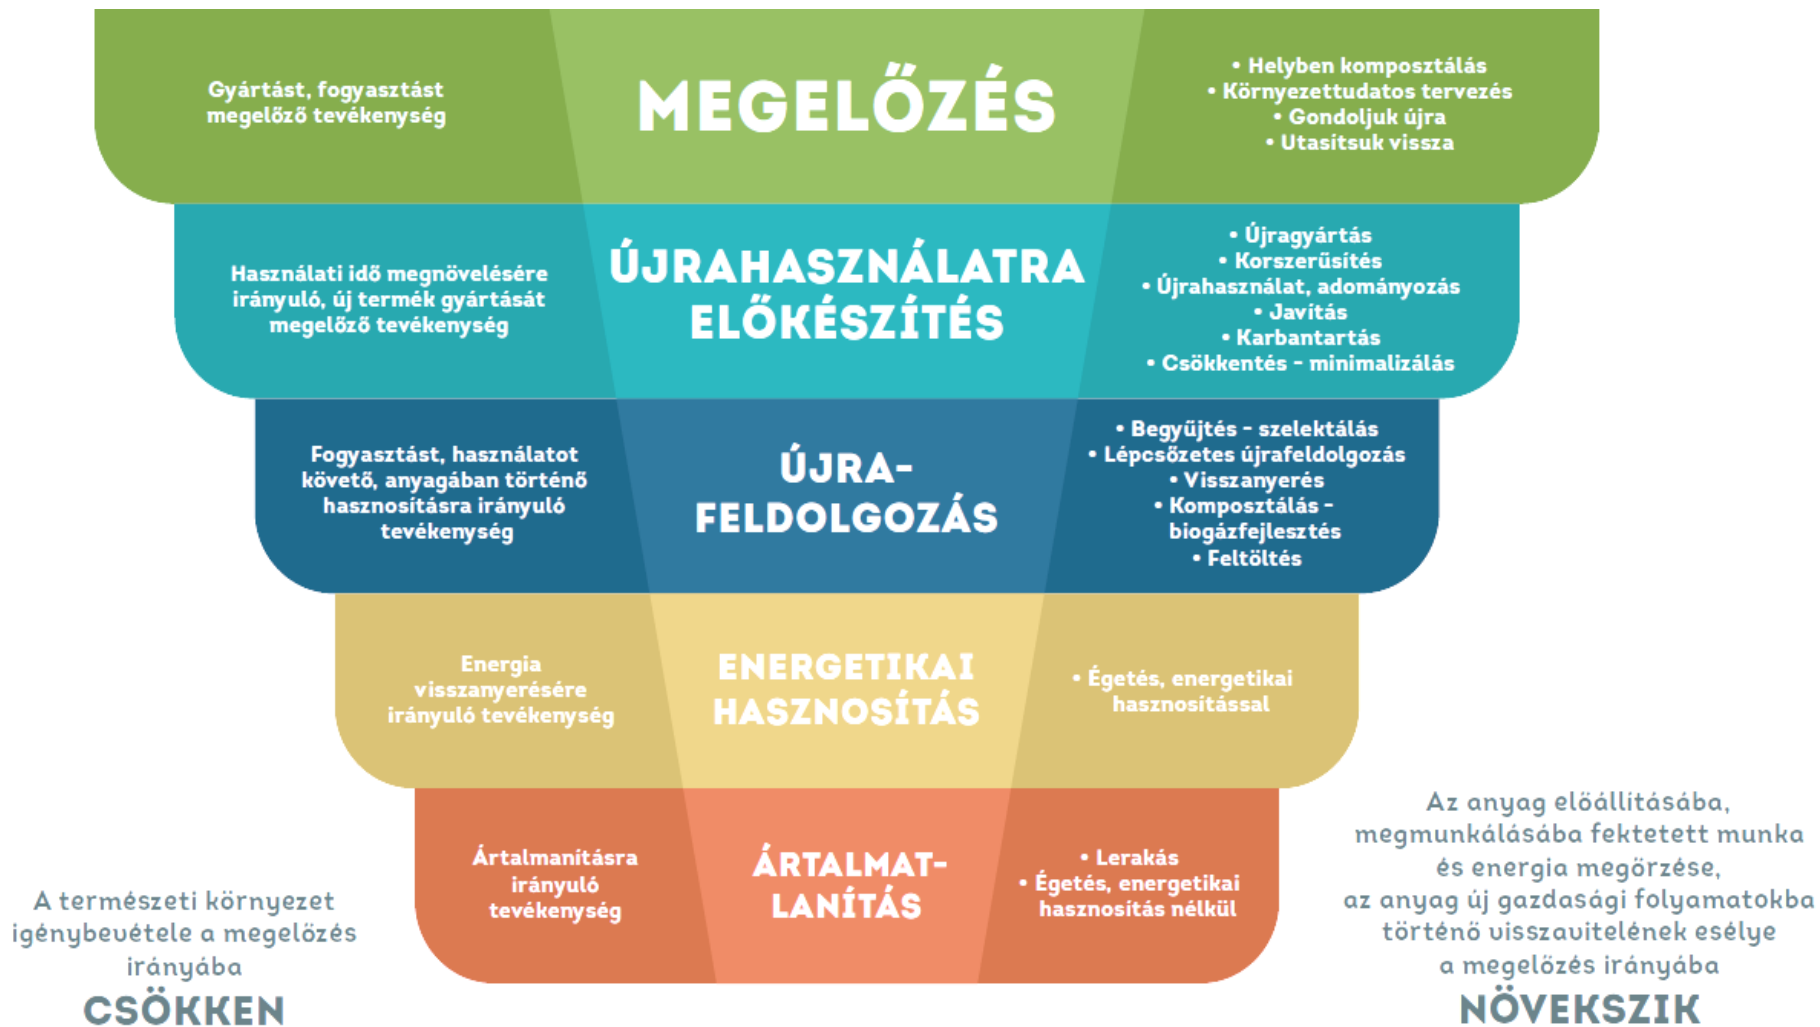 Gyártást, fogyasztást
megelőző tevékenység
MEGELŐZÉS
• Helyben komposztálás
• Környezettudatos tervezés
• Gondoljuk újra
• Utasítsuk vissza
Használati idő megnövelésére
irányuló, új termék gyártását
megelőző tevékenység
ÚJRAHASZNÁLATRA
ELŐKÉSZÍTÉS
• Újragyártás
• Korszerűsítés
• Újrahasználat, adományozás
• Javítás
• Karbantartás
• Csökkentés - minimalizálás
Fogyasztást, használatot
követő, anyagában történő
hasznosításra irányuló
tevékenység
ÚJRA-
FELDOLGOZÁS
• Begyűjtés - szelektálás
• Lépcsőzetes újrafeldolgozás
• Visszanyerés
• Komposztálás -
biogázfejlesztés
• Feltöltés
Energia
visszanyerésére
irányuló tevékenység
ENERGETIKAI
HASZNOSÍTÁS
• Égetés, energetikai
hasznosítással
Ártalmanításra
irányuló
tevékenység
ÁRTALMAT-
LANÍTÁS
• Lerakás
• Égetés, energetikai
hasznosítás nélkül
A természeti környezet
igénybevétele a megelőzés
irányába
CSÖKKEN
Az anyag előállításába,
megmunkálásába fektetett munka
és energia megőrzése,
az anyag új gazdasági folyamatokba
történő visszavitelének esélye
a megelőzés irányába
NÖVEKSZIK